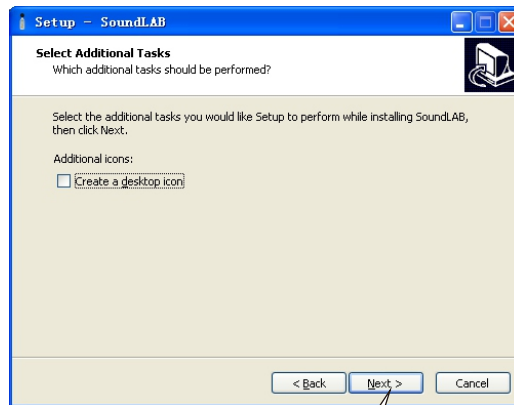 Setup - SoundLAB
Select Additional Tasks
Which additional tasks should be performed?
Select the additional tasks you would like Setup to perform while installing SoundLAB,
then click Next.
Additional icons:
Create a desktop icon
< Back
Next >
Cancel